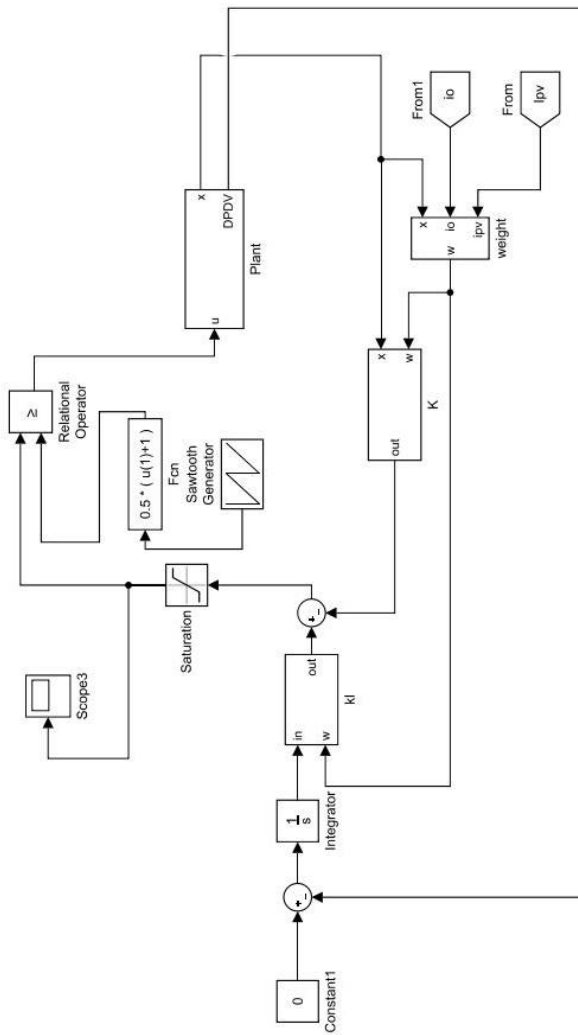 Scope3
≥
Relational
Operator
0.5 * ( u(1)+1 )
Fcn
Sawtooth
Generator
Saturation
u
x
DPDV
Plant
0
Constant1
+
−
1
s
Integrator
in
w
out
kI
+
−
out
x
w
K
w
x
io
ipv
weight
From1
io
From
Ipv